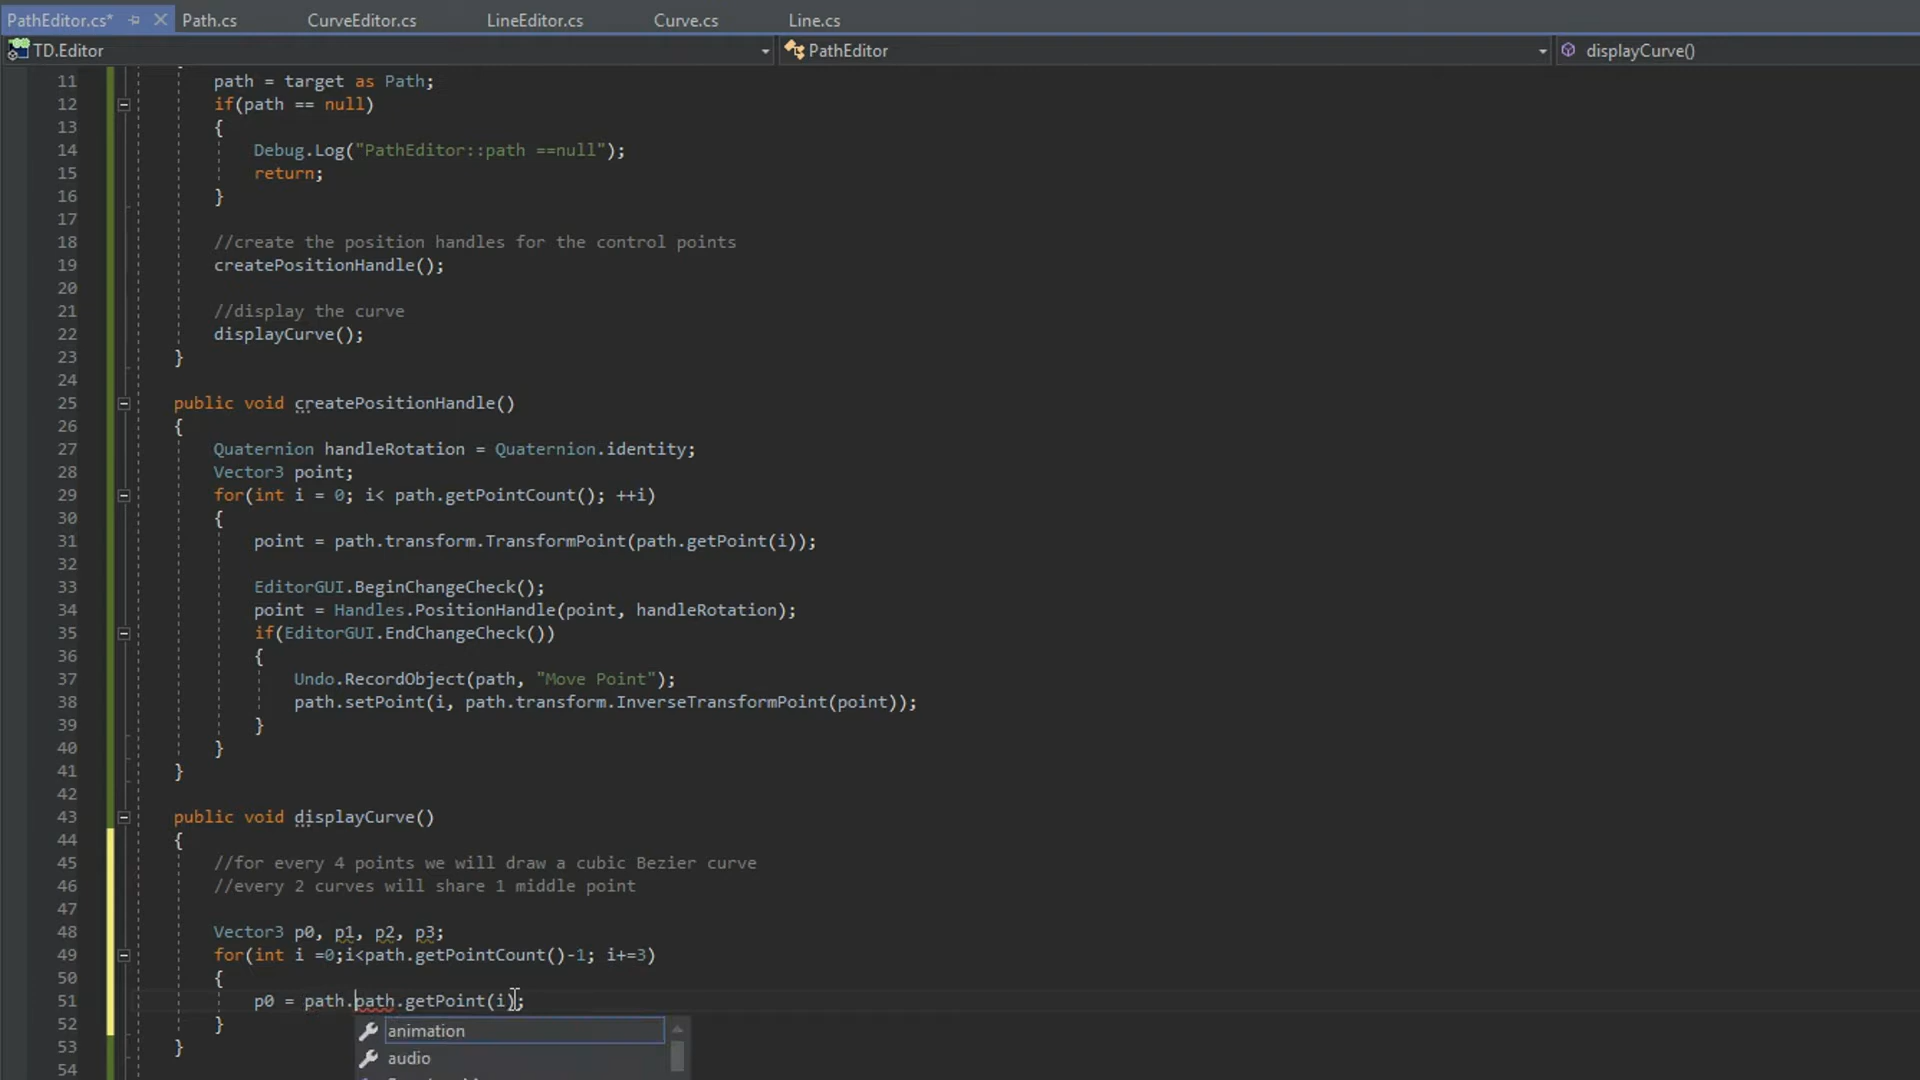 PathEditor.cs* Path.cs CurveEditor.cs LineEditor.cs Curve.cs Line.cs
TD.Editor PathEditor displayCurve()
11 path = target as Path;
12 if(path == null)
13 {
14 Debug.Log("PathEditor::path ==null");
15 return;
16 }
17
18 //create the position handles for the control points
19 createPositionHandle();
20
21 //display the curve
22 displayCurve();
23 }
24
25 public void createPositionHandle()
26 {
27 Quaternion handleRotation = Quaternion.identity;
28 Vector3 point;
29 for(int i = 0; i< path.getPointCount(); ++i)
30 {
31 point = path.transform.TransformPoint(path.getPoint(i));
32
33 EditorGUI.BeginChangeCheck();
34 point = Handles.PositionHandle(point, handleRotation);
35 if(EditorGUI.EndChangeCheck())
36 {
37 Undo.RecordObject(path, "Move Point");
38 path.setPoint(i, path.transform.InverseTransformPoint(point));
39 }
40 }
41 }
42
43 public void displayCurve()
44 {
45 //for every 4 points we will draw a cubic Bezier curve
46 //every 2 curves will share 1 middle point
47
48 Vector3 p0, p1, p2, p3;
49 for(int i =0;i<path.getPointCount()-1; i+=3)
50 {
51 p0 = path.path.getPoint(i);
52 }
animation
53 }
audio
54